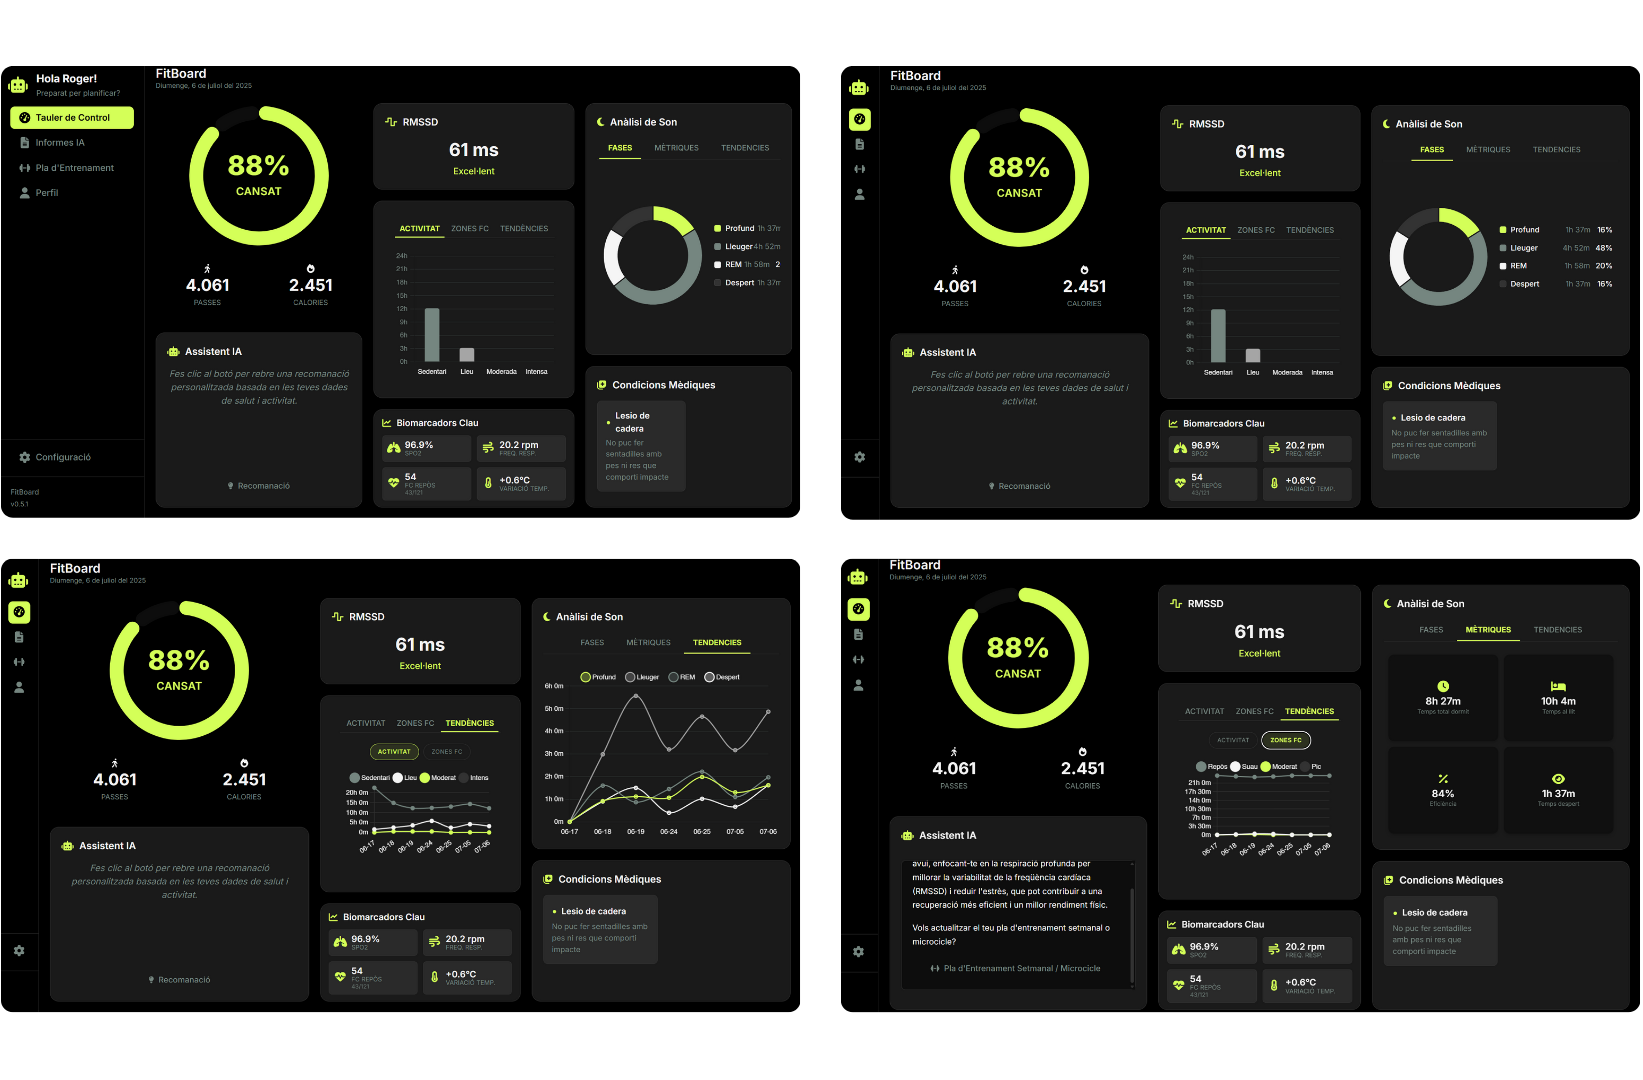 Hola Roger!
Preparat per planificar?
Tauler de Control
Informes IA
Pla d'Entrenament
Perfil
Configuració
FitBoard
v0.5.1
FitBoard
Diumenge, 6 de juliol del 2025
88%
CANSAT
4.061
PASSES
2.451
CALORIES
Assistent IA
Fes clic al botó per rebre una recomanació
personalitzada basada en les teves dades
de salut i activitat.
Recomanació
RMSSD
61 ms
Excel·lent
ACTIVITAT ZONES FC TENDÈNCIES
24h
21h
18h
15h
12h
9h
6h
3h
0h
Sedentari Lleu Moderada Intensa
Biomarcadors Clau
96.9%
SPO2
20.2 rpm
FREQ. RESP.
54
FC REPÒS
43/121
+0.6°C
VARIACIÓ TEMP.
Anàlisi de Son
FASES MÈTRIQUES TENDENCIES
Profund 1h 37m
Lleuger 4h 52m
REM 1h 58m 2
Despert 1h 37m
Condicions Mèdiques
Lesio de
cadera
No puc fer
sentadilles amb
pes ni res que
comporti impacte
FitBoard
Diumenge, 6 de juliol del 2025
88%
CANSAT
4.061
PASSES
2.451
CALORIES
Assistent IA
Fes clic al botó per rebre una recomanació
personalitzada basada en les teves dades de salut i
activitat.
Recomanació
RMSSD
61 ms
Excel·lent
ACTIVITAT ZONES FC TENDÈNCIES
24h
21h
18h
15h
12h
9h
6h
3h
0h
Sedentari Lleu Moderada Intensa
Biomarcadors Clau
96.9%
SPO2
20.2 rpm
FREQ. RESP.
54
FC REPÒS
43/121
+0.6°C
VARIACIÓ TEMP.
Anàlisi de Son
FASES MÈTRIQUES TENDENCIES
Profund 1h 37m 16%
Lleuger 4h 52m 48%
REM 1h 58m 20%
Despert 1h 37m 16%
Condicions Mèdiques
Lesio de cadera
No puc fer sentadilles amb
pes ni res que comporti
impacte
FitBoard
Diumenge, 6 de juliol del 2025
88%
CANSAT
4.061
PASSES
2.451
CALORIES
Assistent IA
Fes clic al botó per rebre una recomanació
personalitzada basada en les teves dades de salut i
activitat.
Recomanació
RMSSD
61 ms
Excel·lent
ACTIVITAT ZONES FC TENDÈNCIES
ACTIVITAT ZONES FC
Sedentari Lleu Moderat Intens
20h 0m
15h 0m
10h 0m
5h 0m
0m
06-17 06-18 06-19 06-24 06-25 07-05 07-06
Biomarcadors Clau
96.9%
SPO2
20.2 rpm
FREQ. RESP.
54
FC REPÒS
43/121
+0.6°C
VARIACIÓ TEMP.
Anàlisi de Son
FASES MÈTRIQUES TENDENCIES
Profund Lleuger REM Despert
6h 0m
5h 0m
4h 0m
3h 0m
2h 0m
1h 0m
0m
06-17 06-18 06-19 06-24 06-25 07-05 07-06
Condicions Mèdiques
Lesio de cadera
No puc fer sentadilles amb
pes ni res que comporti
impacte
FitBoard
Diumenge, 6 de juliol del 2025
88%
CANSAT
4.061
PASSES
2.451
CALORIES
Assistent IA
avui, enfocant-te en la respiració profunda per
millorar la variabilitat de la freqüència cardíaca
(RMSSD) i reduir l'estrès, que pot contribuir a una
recuperació més eficient i un millor rendiment físic.
Vols actualitzar el teu pla d'entrenament setmanal o
microcicle?
Pla d'Entrenament Setmanal / Microcicle
RMSSD
61 ms
Excel·lent
ACTIVITAT ZONES FC TENDÈNCIES
ACTIVITAT ZONES FC
Repòs Suau Moderat Pic
21h 0m
17h 30m
14h 0m
10h 30m
7h 0m
3h 30m
0m
06-17 06-18 06-19 06-24 06-25 07-05 07-06
Biomarcadors Clau
96.9%
SPO2
20.2 rpm
FREQ. RESP.
54
FC REPÒS
43/121
+0.6°C
VARIACIÓ TEMP.
Anàlisi de Son
FASES MÈTRIQUES TENDENCIES
8h 27m
Temps total dormit
10h 4m
Temps al llit
84%
Eficiència
1h 37m
Temps despert
Condicions Mèdiques
Lesio de cadera
No puc fer sentadilles
amb pes ni res que
comporti impacte